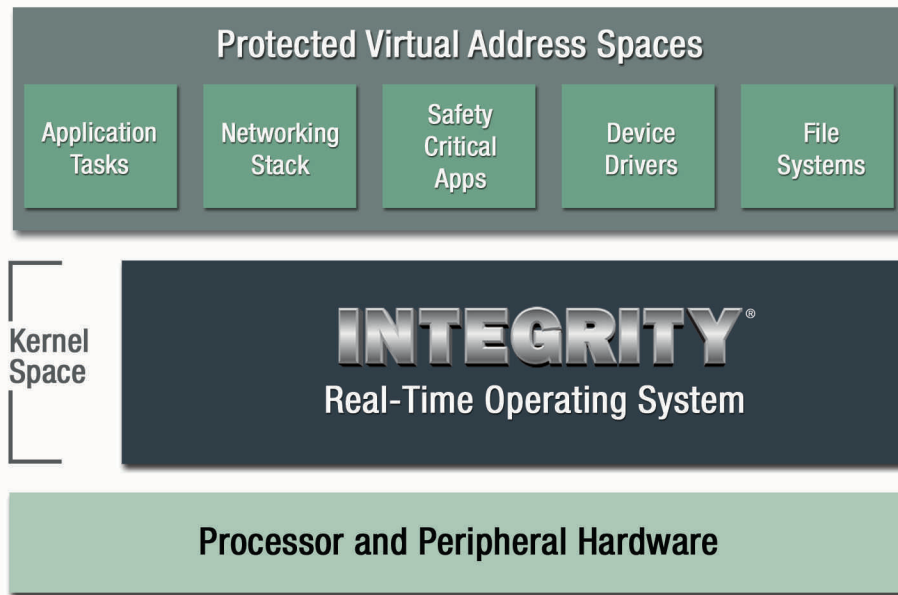 Protected Virtual Address Spaces
Application
Tasks
Networking
Stack
Safety
Critical
Apps
Device
Drivers
File
Systems
Kernel
Space
INTEGRITY®
Real-Time Operating System
Processor and Peripheral Hardware